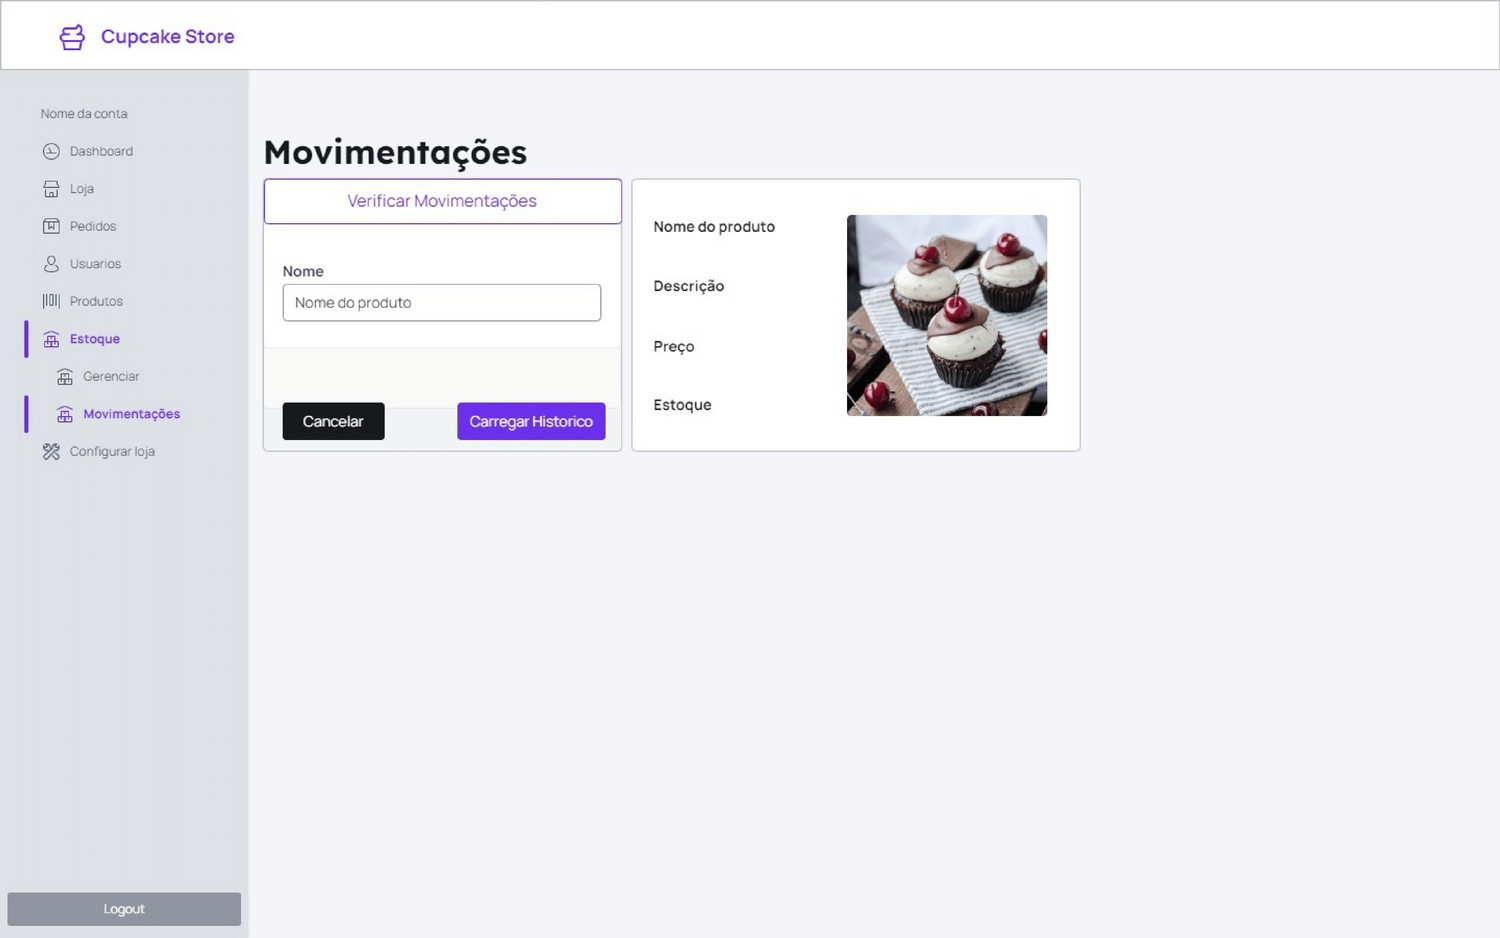 Cupcake Store
Nome da conta
Dashboard
Loja
Pedidos
Usuarios
Produtos
Estoque
Gerenciar
Movimentações
Configurar loja
Logout
Movimentações
Verificar Movimentações
Nome
Nome do produto
Cancelar
Carregar Historico
Nome do produto
Descrição
Preço
Estoque